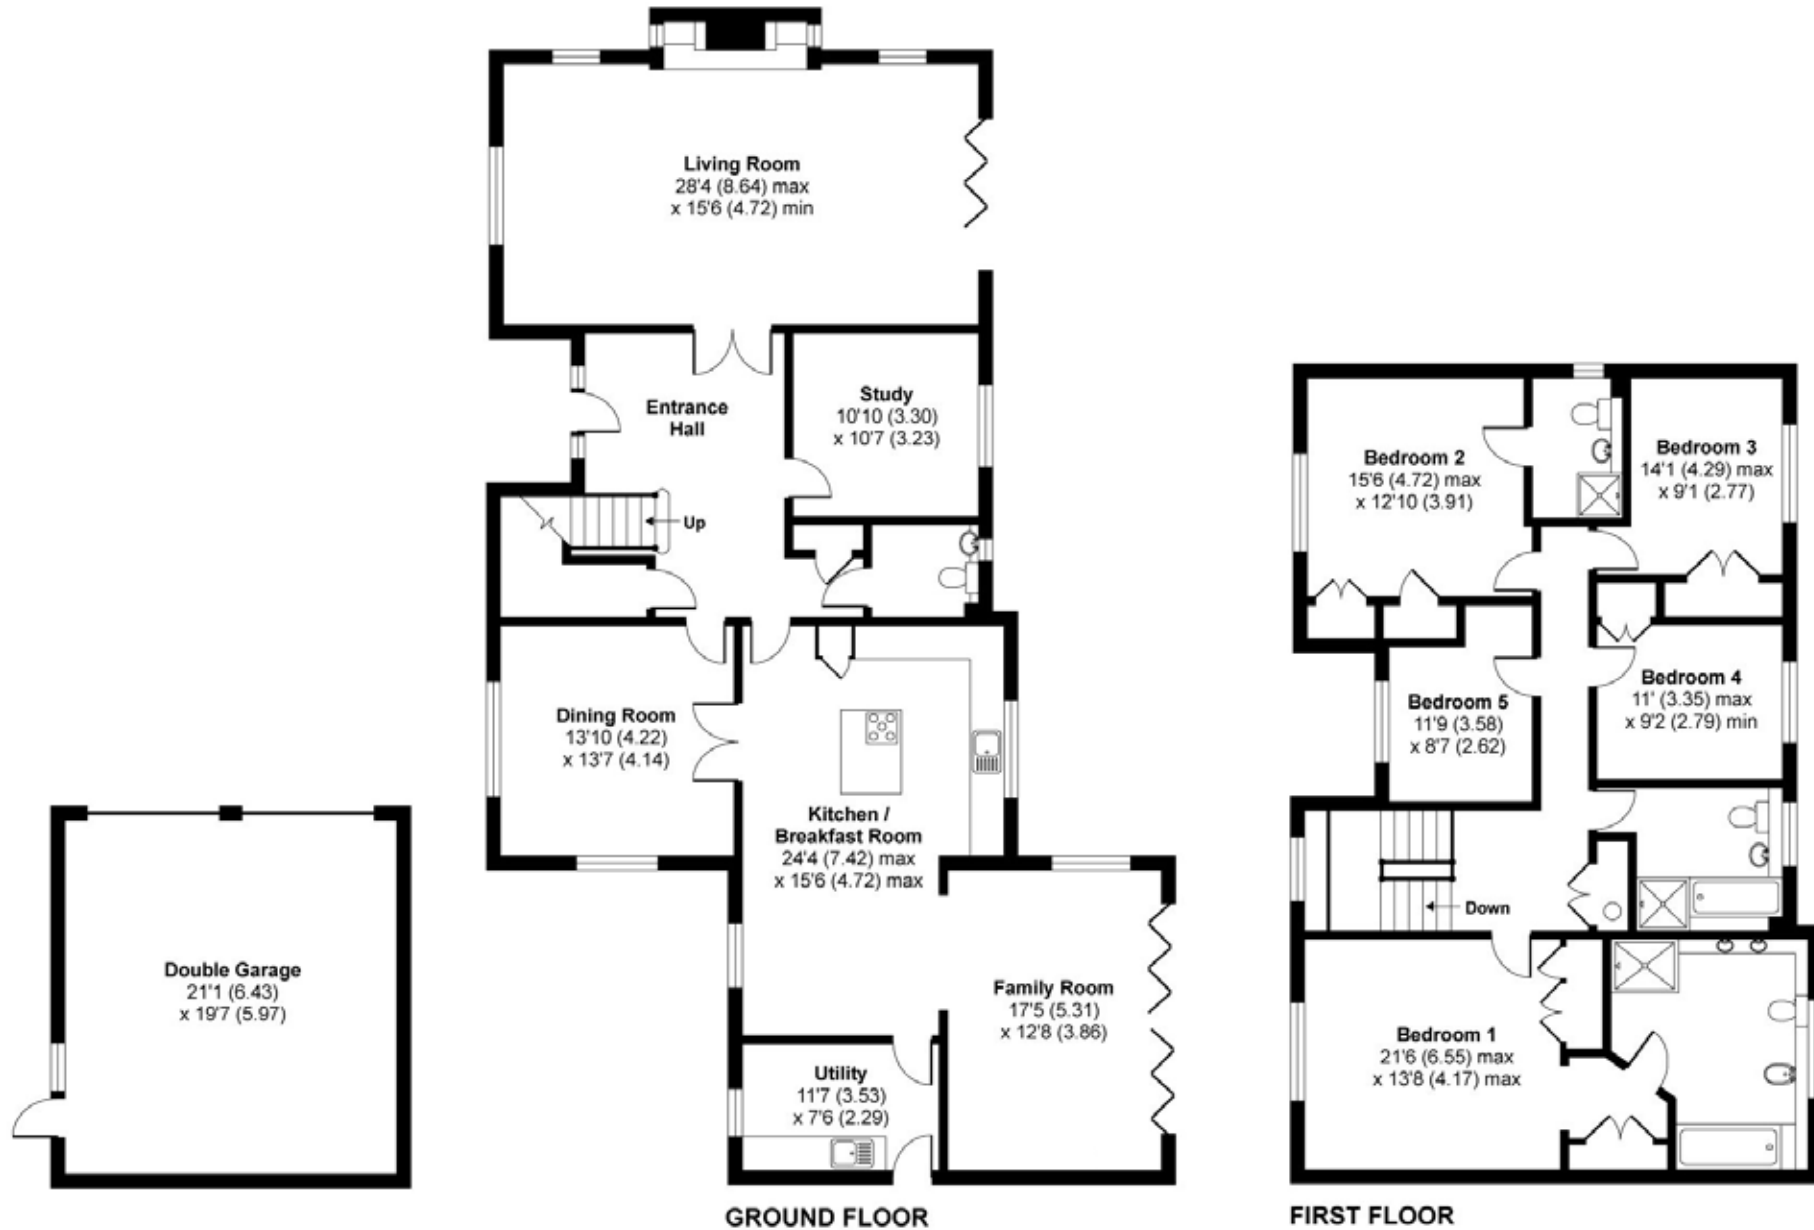 Living Room
28'4 (8.64) max
x 15'6 (4.72) min
Entrance
Hall
Study
10'10 (3.30)
x 10'7 (3.23)
Up
Dining Room
13'10 (4.22)
x 13'7 (4.14)
Kitchen /
Breakfast Room
24'4 (7.42) max
x 15'6 (4.72) max
Family Room
17'5 (5.31)
x 12'8 (3.86)
Utility
11'7 (3.53)
x 7'6 (2.29)
Double Garage
21'1 (6.43)
x 19'7 (5.97)
GROUND FLOOR
Bedroom 2
15'6 (4.72) max
x 12'10 (3.91)
Bedroom 3
14'1 (4.29) max
x 9'1 (2.77)
Bedroom 5
11'9 (3.58)
x 8'7 (2.62)
Bedroom 4
11' (3.35) max
x 9'2 (2.79) min
Down
Bedroom 1
21'6 (6.55) max
x 13'8 (4.17) max
FIRST FLOOR